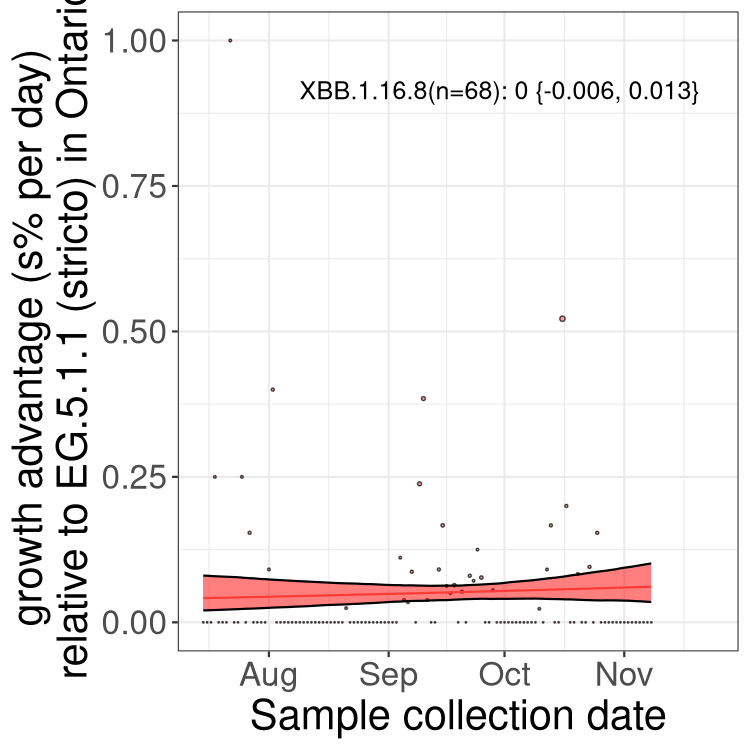 growth advantage (s% per day)
relative to EG.5.1.1 (stricto) in Ontario
1.00
XBB.1.16.8(n=68): 0 {-0.006, 0.013}
0.75
0.50
0.25
0.00
Aug Sep Oct Nov
Sample collection date